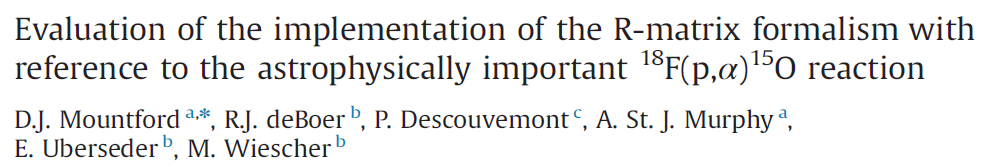 Evaluation of the implementation of the R-matrix formalism with
reference to the astrophysically important ¹⁸F(p,α)¹⁵O reaction
D.J. Mountford ᵃ,*, R.J. deBoer ᵇ, P. Descouvemont ᶜ, A. St. J. Murphy ᵃ,
E. Uberseder ᵇ, M. Wiescher ᵇ